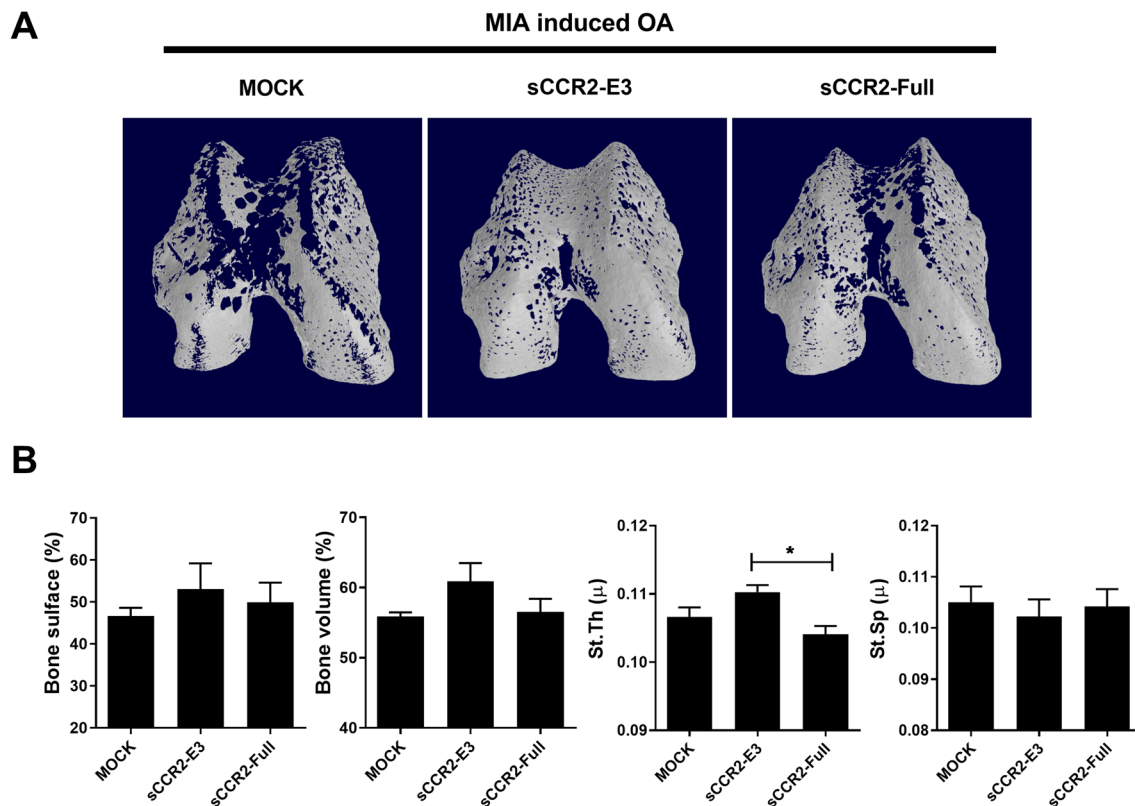 A
MIA induced OA
MOCK sCCR2-E3 sCCR2-Full
B
Bone sulface (%)
70
60
50
40
30
20
MOCK
sCCR2-E3
sCCR2-Full
Bone volume (%)
70
60
50
40
MOCK
sCCR2-E3
sCCR2-Full
St.Th (μ)
0.12
0.11
0.10
0.09
*
MOCK
sCCR2-E3
sCCR2-Full
St.Sp (μ)
0.12
0.11
0.10
0.09
0.08
MOCK
sCCR2-E3
sCCR2-Full